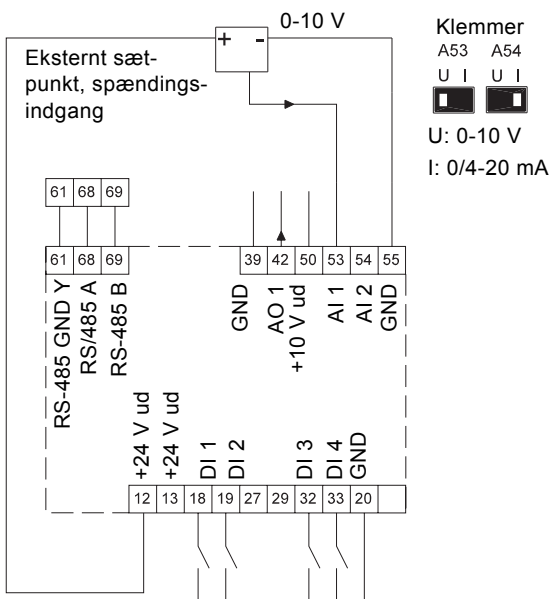 0-10 V
+ -
Eksternt sæt-
punkt, spændings-
indgang
Klemmer
A53 A54
U I U I
U: 0-10 V
I: 0/4-20 mA
61 68 69
61 68 69
39 42 50 53 54 55
RS-485 GND Y
RS/485 A
RS-485 B
GND
AO 1
+10 V ud
AI 1
AI 2
GND
+24 V ud
+24 V ud
DI 1
DI 2
DI 3
DI 4
GND
12 13 18 19 27 29 32 33 20